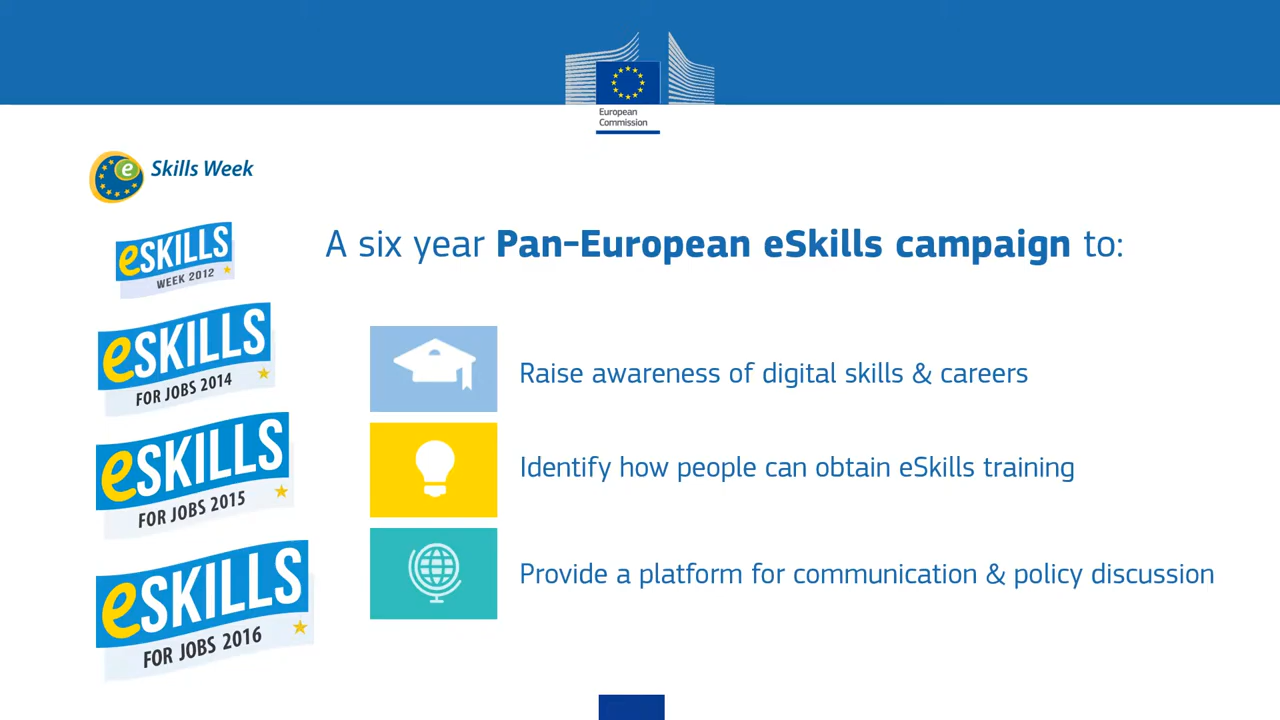 European
Commission
e Skills Week
eSKILLS
WEEK 2012
eSKILLS
FOR JOBS 2014
eSKILLS
FOR JOBS 2015
eSKILLS
FOR JOBS 2016
A six year Pan-European eSkills campaign to:
Raise awareness of digital skills & careers
Identify how people can obtain eSkills training
Provide a platform for communication & policy discussion